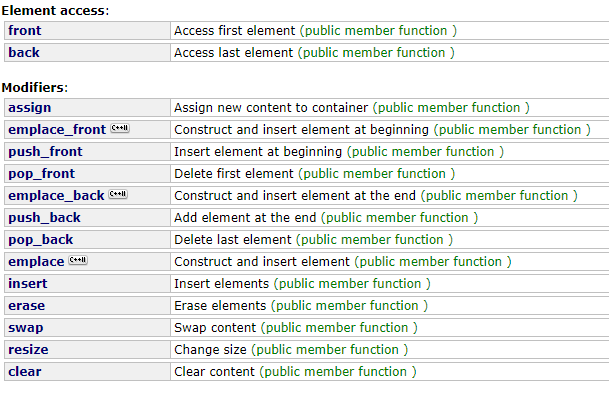 Element access:
front Access first element (public member function )
back Access last element (public member function )
Modifiers:
assign Assign new content to container (public member function )
emplace_front C++11 Construct and insert element at beginning (public member function )
push_front Insert element at beginning (public member function )
pop_front Delete first element (public member function )
emplace_back C++11 Construct and insert element at the end (public member function )
push_back Add element at the end (public member function )
pop_back Delete last element (public member function )
emplace C++11 Construct and insert element (public member function )
insert Insert elements (public member function )
erase Erase elements (public member function )
swap Swap content (public member function )
resize Change size (public member function )
clear Clear content (public member function )